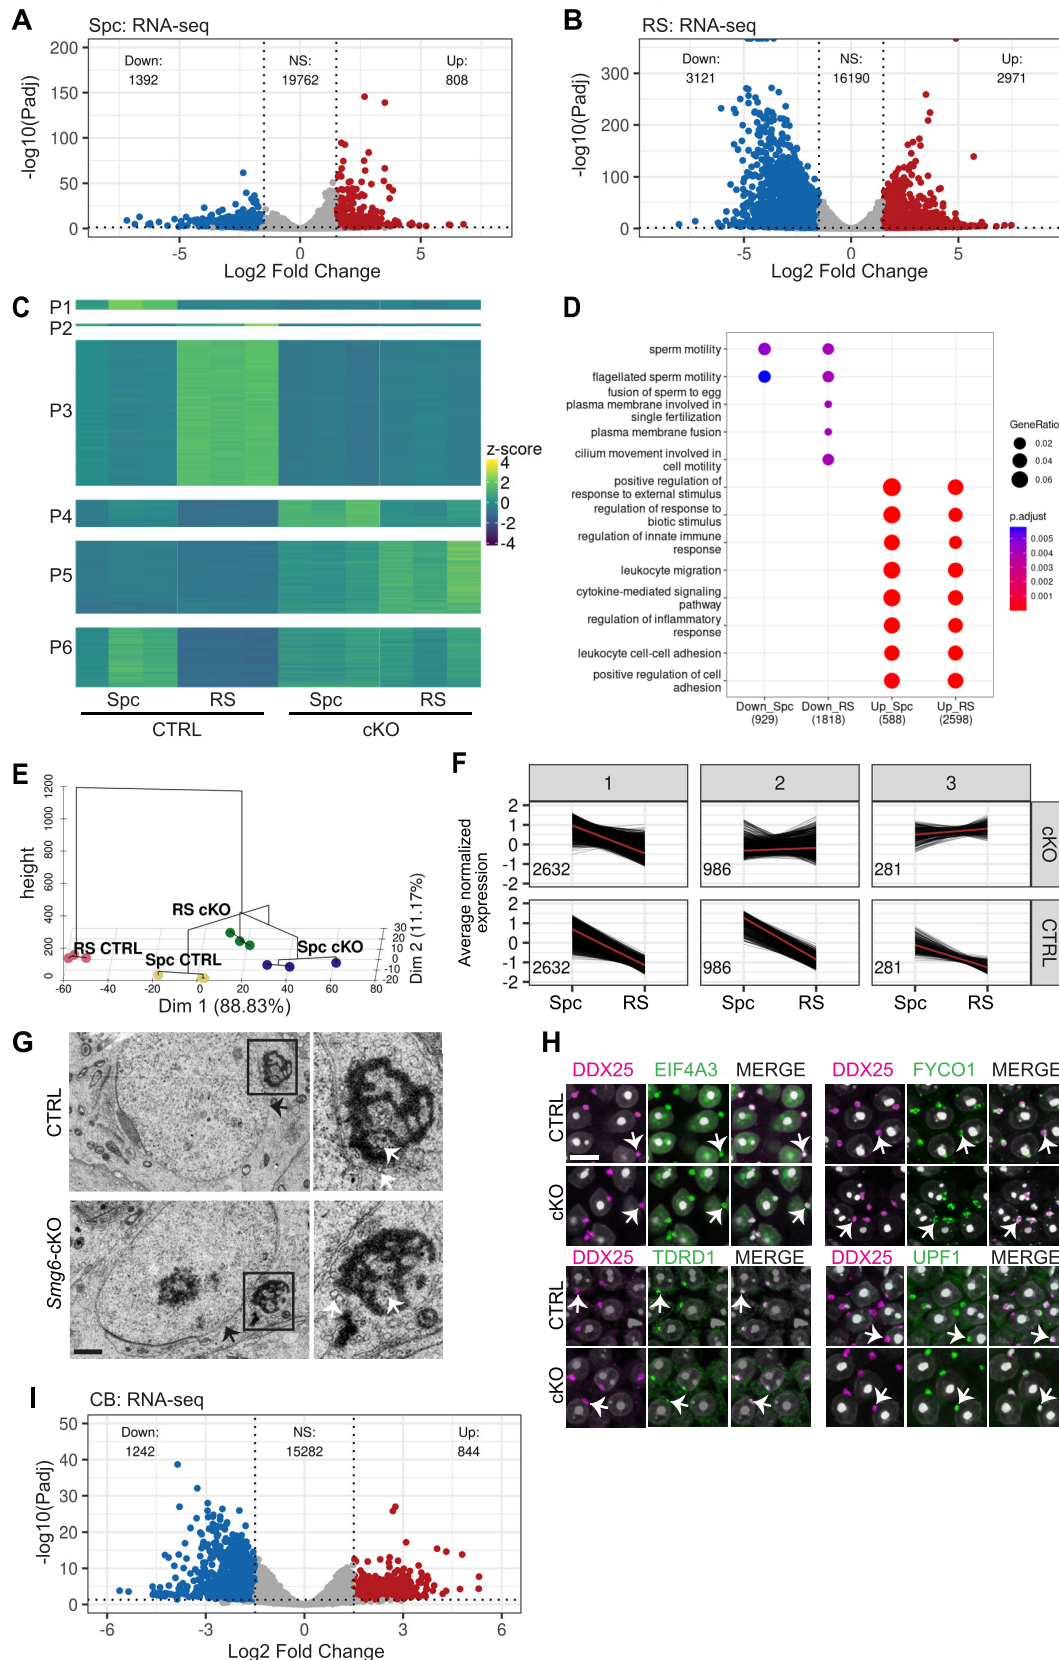 A
Spc: RNA-seq
200
150
100
50
0
-log10(Padj)
Down:
1392
NS:
19762
Up:
808
-5
0
5
Log2 Fold Change
B
RS: RNA-seq
300
200
100
0
-log10(Padj)
Down:
3121
NS:
16190
Up:
2971
-5
0
5
Log2 Fold Change
C
P1
P2
P3
P4
P5
P6
z-score
4
2
0
-2
-4
Spc
RS
Spc
RS
CTRL
cKO
D
sperm motility
flagellated sperm motility
fusion of sperm to egg
plasma membrane involved in
single fertilization
plasma membrane fusion
cilium movement involved in
cell motility
positive regulation of
response to external stimulus
regulation of response to
biotic stimulus
regulation of innate immune
response
leukocyte migration
cytokine-mediated signaling
pathway
regulation of inflammatory
response
leukocyte cell-cell adhesion
positive regulation of cell
adhesion
Down_Spc
(929)
Down_RS
(1818)
Up_Spc
(588)
Up_RS
(2598)
GeneRatio
0.02
0.04
0.06
p.adjust
0.005
0.004
0.003
0.002
0.001
E
height
1200
1000
800
600
400
200
0
RS cKO
RS CTRL
Spc CTRL
Spc cKO
30
20
10
0
-10
-20
Dim 2 (11.17%)
-60
-40
-20
0
20
40
60
80
Dim 1 (88.83%)
F
Average normalized
expression
1
2
3
2
1
0
-1
-2
2632
986
281
cKO
2
1
0
-1
-2
2632
986
281
CTRL
Spc
RS
Spc
RS
Spc
RS
G
CTRL
Smg6-cKO
H
DDX25
EIF4A3
MERGE
DDX25
FYCO1
MERGE
CTRL
cKO
DDX25
TDRD1
MERGE
DDX25
UPF1
MERGE
CTRL
cKO
I
CB: RNA-seq
50
40
30
20
10
0
-log10(Padj)
Down:
1242
NS:
15282
Up:
844
-6
-3
0
3
6
Log2 Fold Change